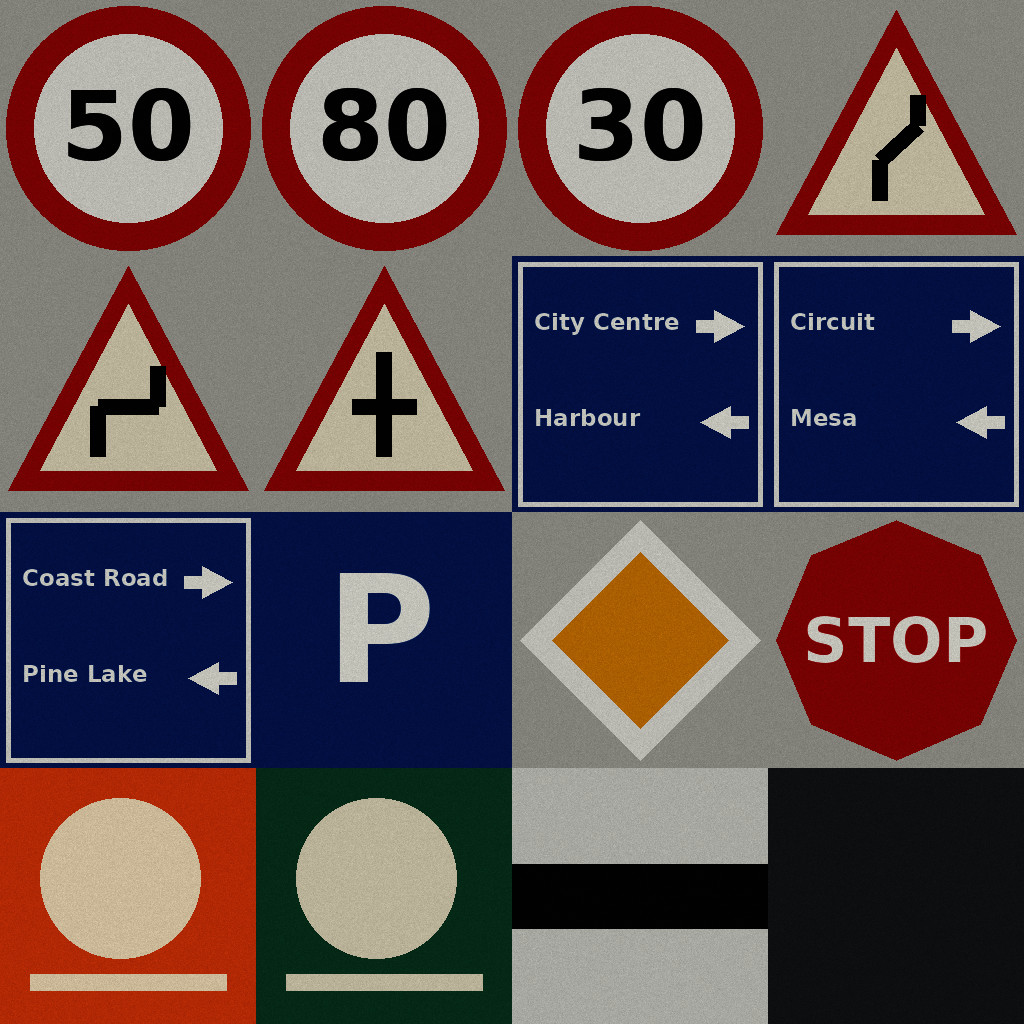 50
80
30
City Centre
Harbour
Circuit
Mesa
Coast Road
Pine Lake
P
STOP